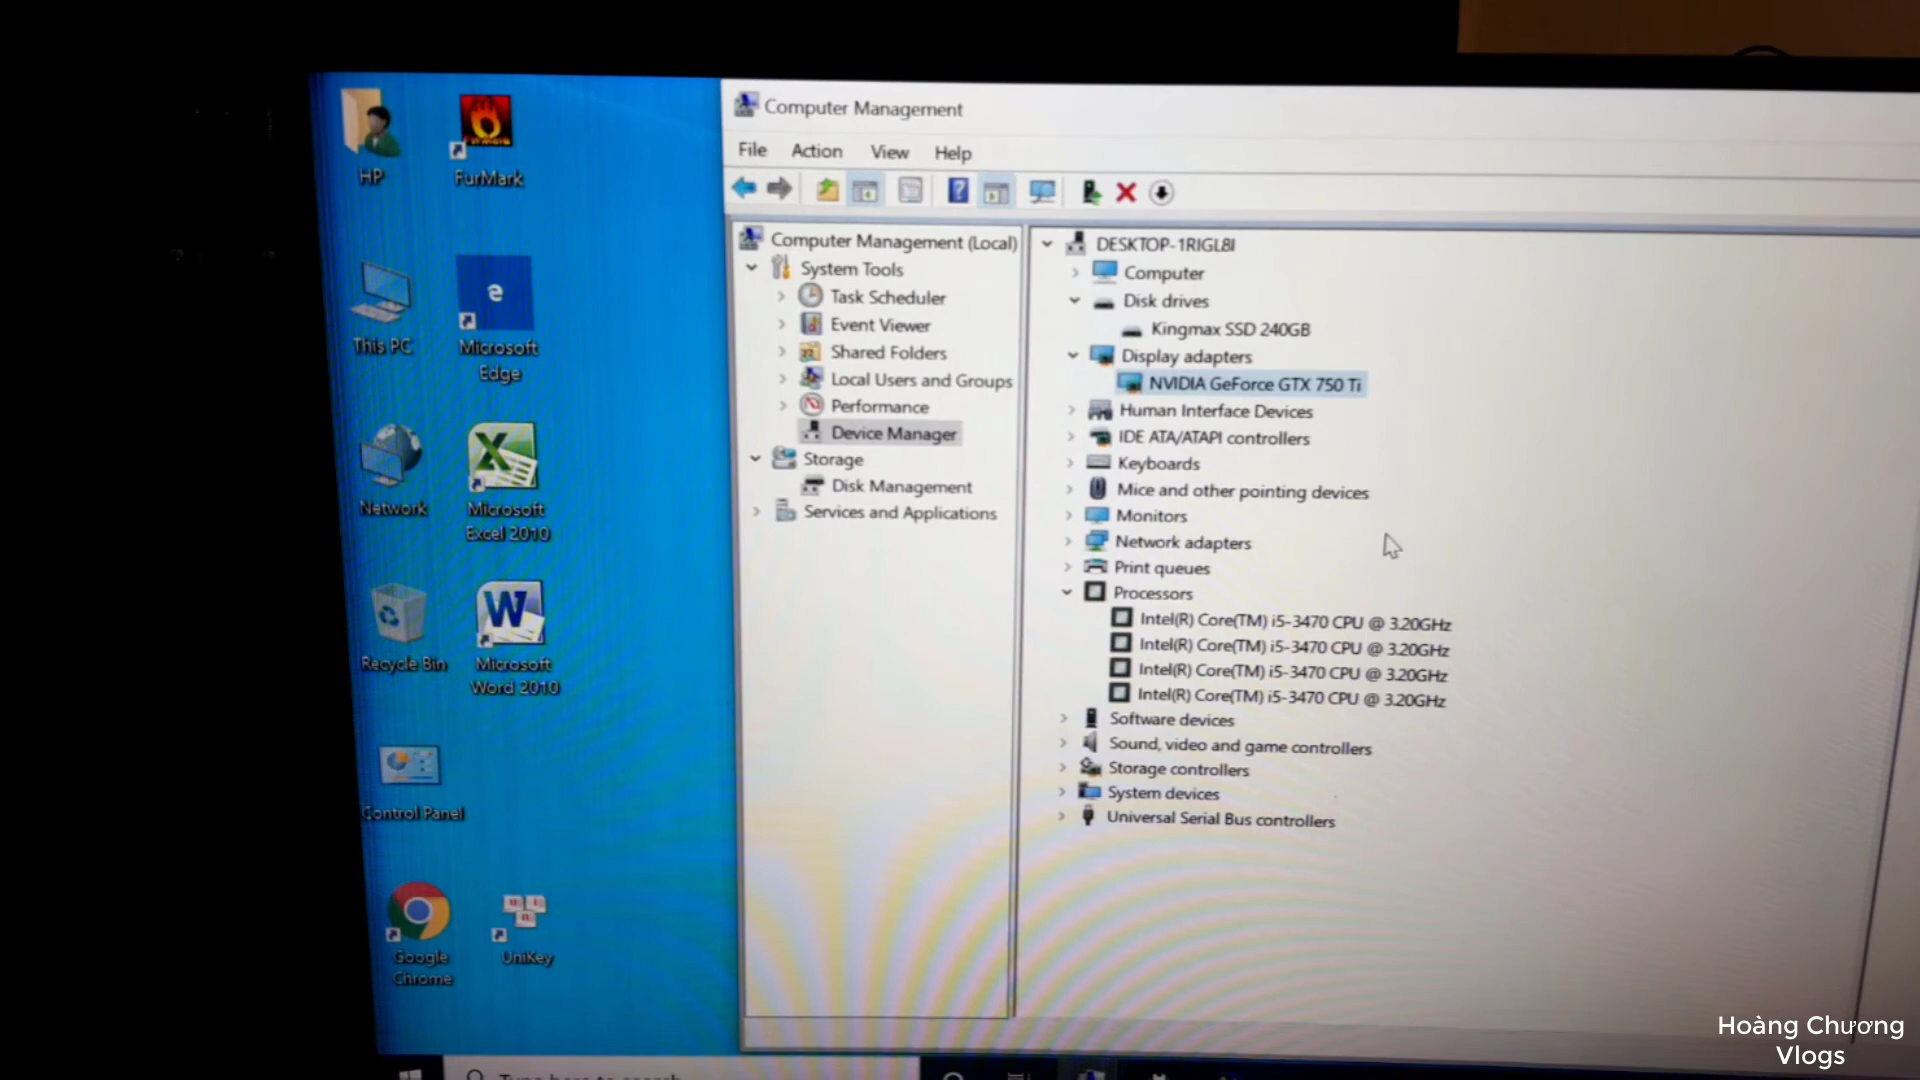 HP
FurMark
This PC
Microsoft
Edge
Network
Microsoft
Excel 2010
Recycle Bin
Microsoft
Word 2010
Control Panel
Google
Chrome
UniKey
Computer Management
File Action View Help
Computer Management (Local)
System Tools
Task Scheduler
Event Viewer
Shared Folders
Local Users and Groups
Performance
Device Manager
Storage
Disk Management
Services and Applications
DESKTOP-1RIGL8I
Computer
Disk drives
Kingmax SSD 240GB
Display adapters
NVIDIA GeForce GTX 750 Ti
Human Interface Devices
IDE ATA/ATAPI controllers
Keyboards
Mice and other pointing devices
Monitors
Network adapters
Print queues
Processors
Intel(R) Core(TM) i5-3470 CPU @ 3.20GHz
Intel(R) Core(TM) i5-3470 CPU @ 3.20GHz
Intel(R) Core(TM) i5-3470 CPU @ 3.20GHz
Intel(R) Core(TM) i5-3470 CPU @ 3.20GHz
Software devices
Sound, video and game controllers
Storage controllers
System devices
Universal Serial Bus controllers
Type here to search
Hoàng Chương
Vlogs